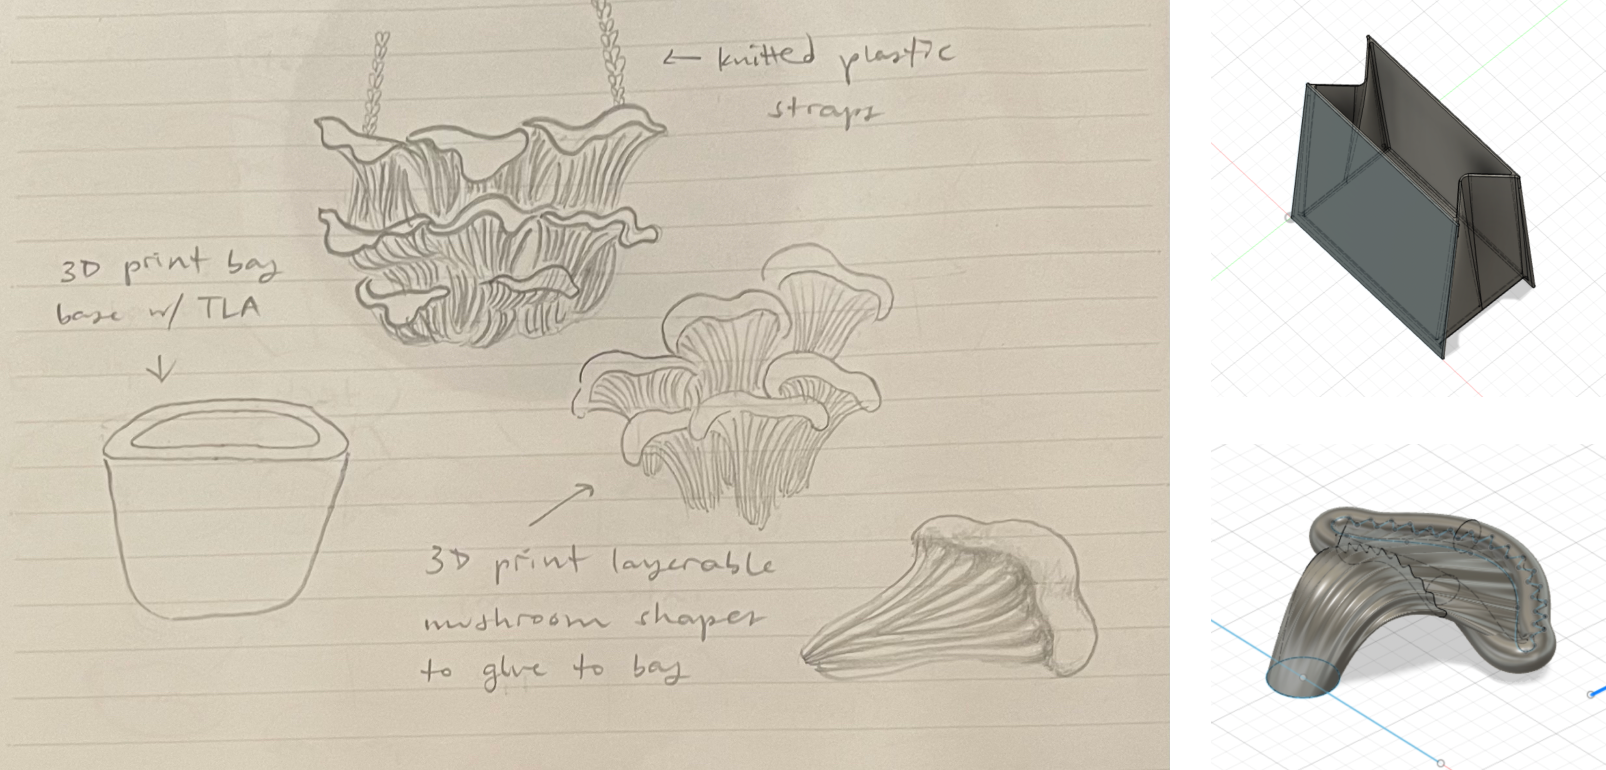 ← knitted plastic
straps
3D print bag
base w/ TLA
3D print layerable
mushroom shapes
to glue to bag